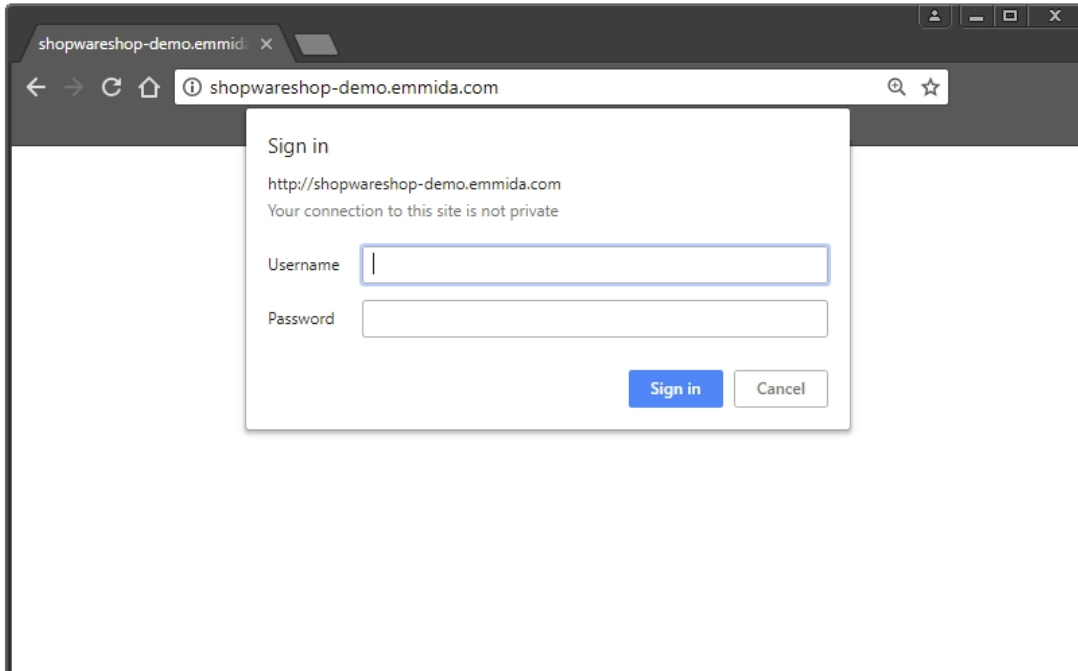 shopwareshop-demo.emmid
shopwareshop-demo.emmida.com
Sign in
http://shopwareshop-demo.emmida.com
Your connection to this site is not private
Username
Password
Sign in Cancel